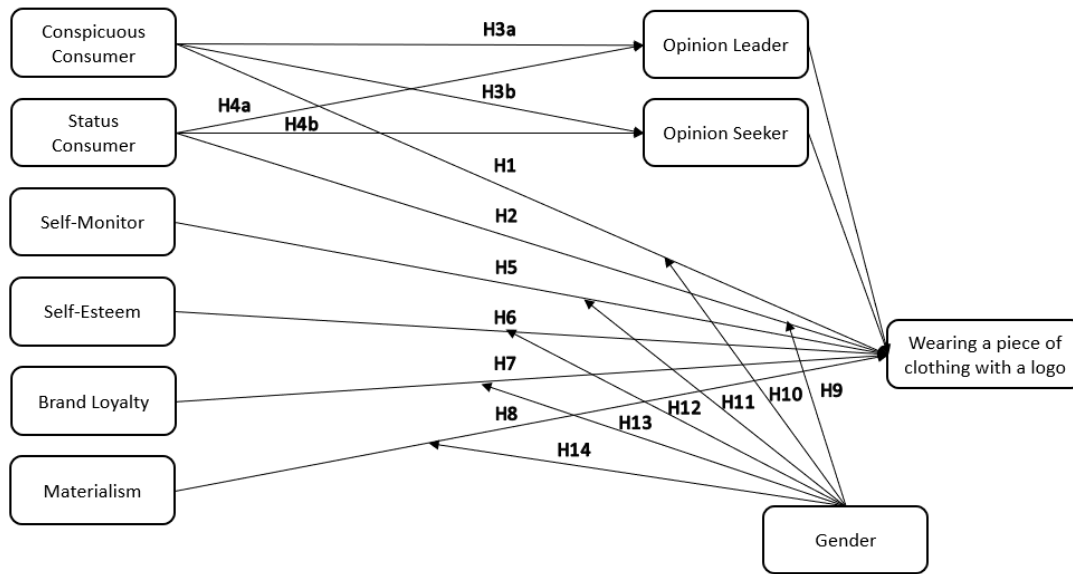 Conspicuous
Consumer
H3a
Opinion Leader
H4a
H3b
Status
Consumer
H4b
Opinion Seeker
H1
Self-Monitor
H2
H5
Self-Esteem
H6
Wearing a piece of
clothing with a logo
H7
Brand Loyalty
H8
H13
H12
H11
H10
H9
H14
Materialism
Gender